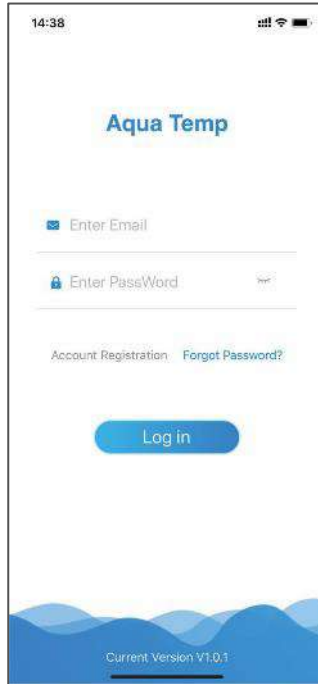 14:38
Aqua Temp
Enter Email
Enter PassWord
Account Registration Forgot Password?
Log in
Current Version V1.0.1